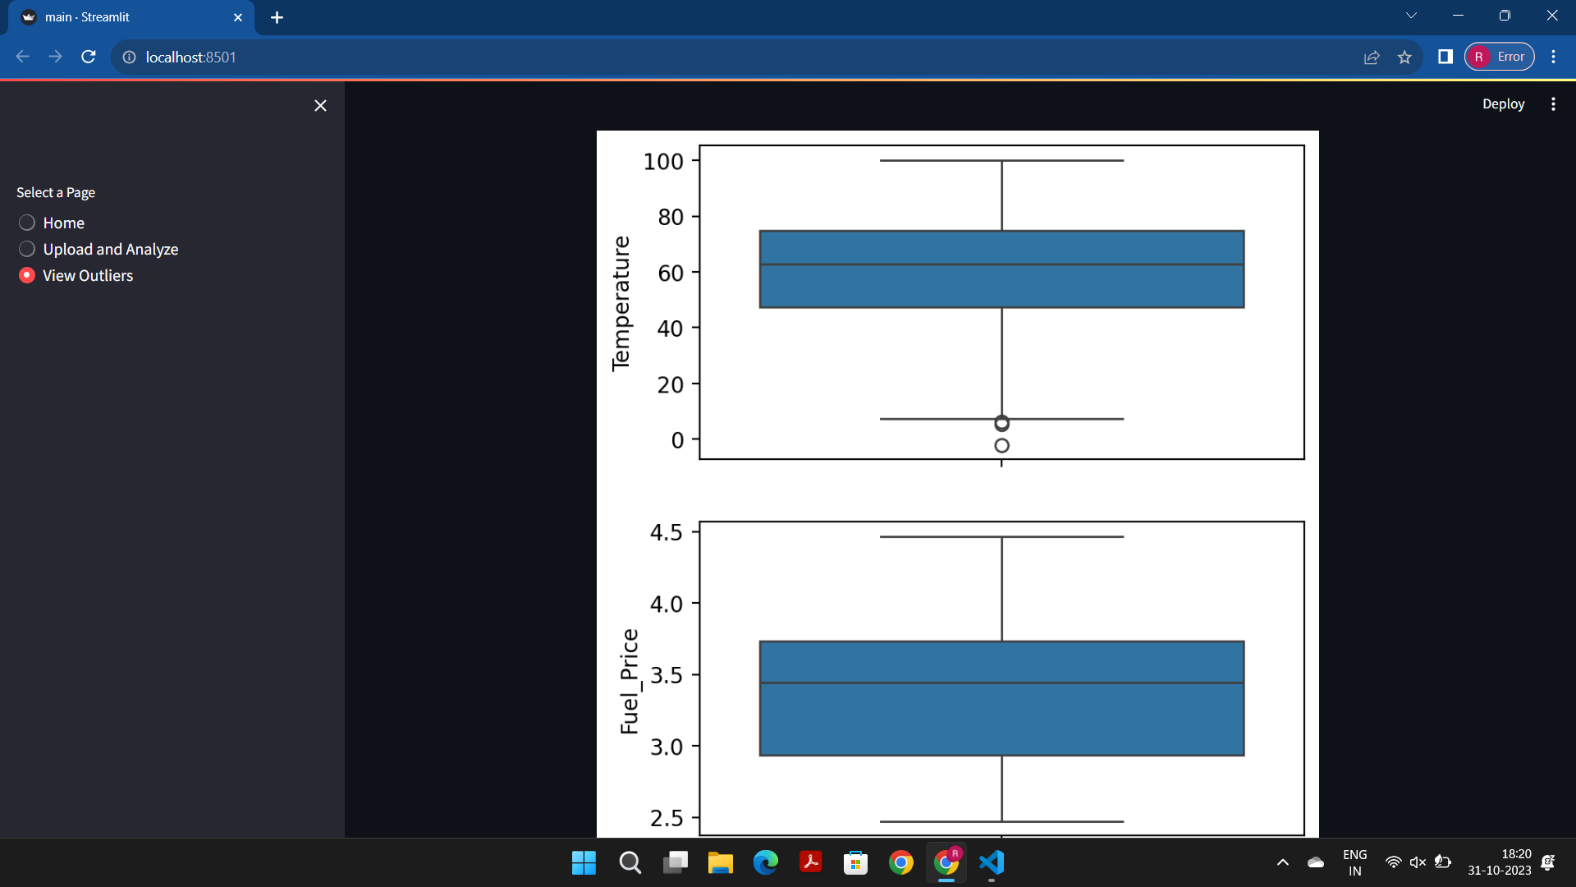 main · Streamlit
localhost:8501
R Error
Deploy
Select a Page
Home
Upload and Analyze
View Outliers
100
80
60
40
20
0
Temperature
4.5
4.0
3.5
3.0
2.5
Fuel_Price
R
ENG
IN
18:20
31-10-2023